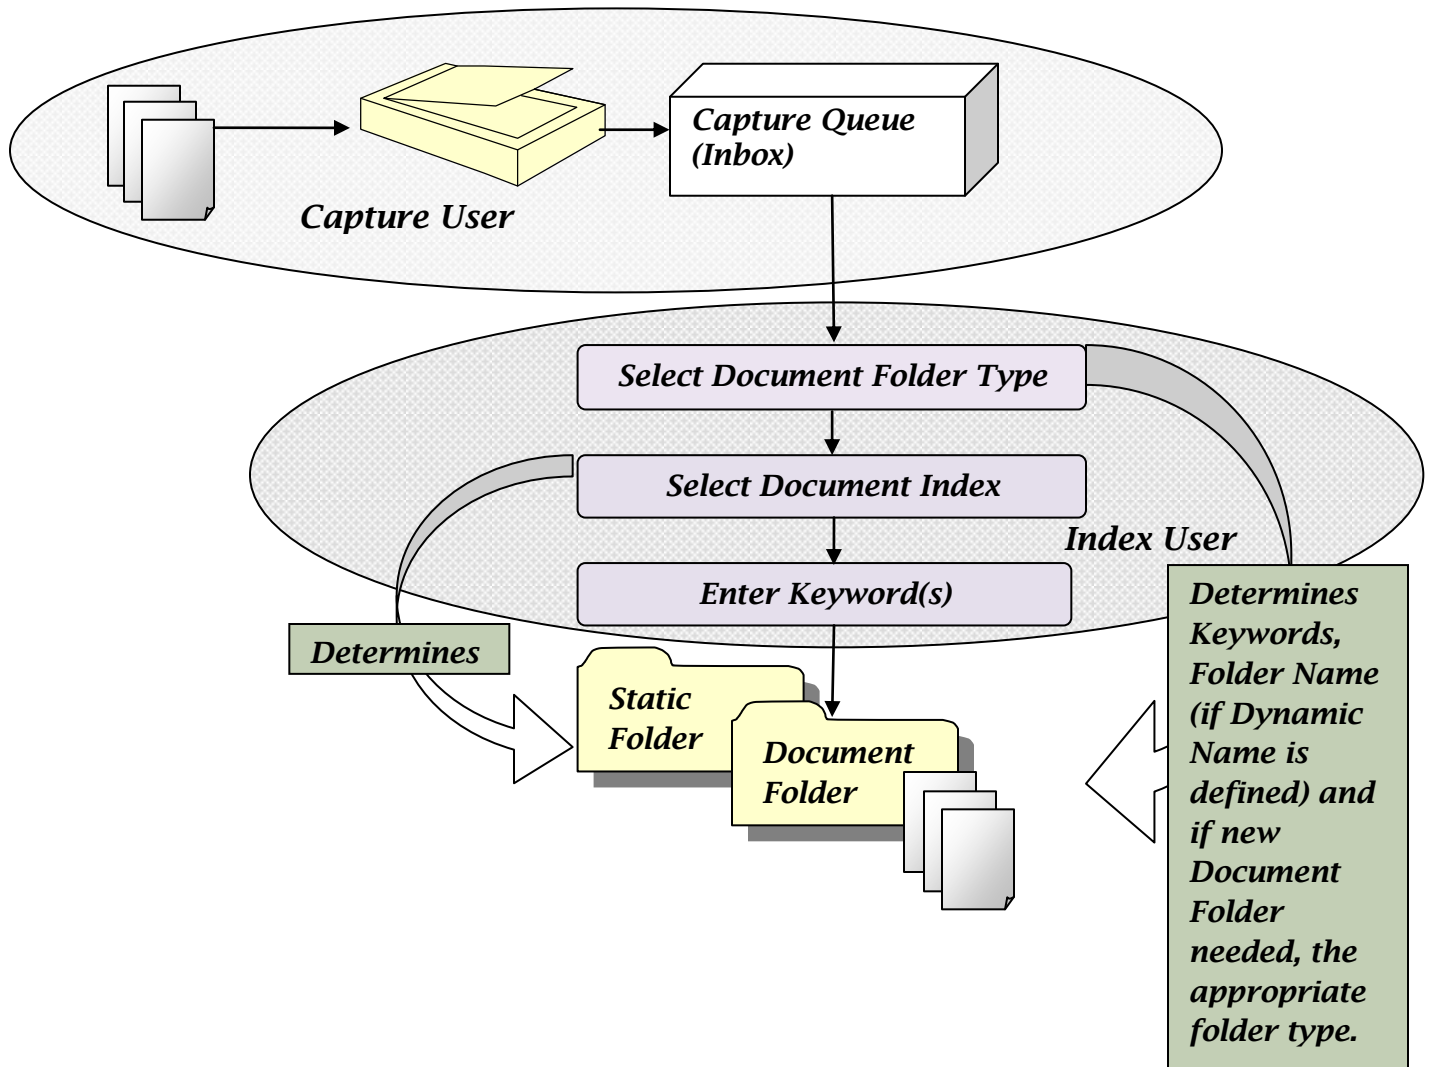 Capture Queue
(Inbox)
Capture User
Select Document Folder Type
Select Document Index
Index User
Enter Keyword(s)
Determines
Static
Folder
Document
Folder
Determines
Keywords,
Folder Name
(if Dynamic
Name is
defined) and
if new
Document
Folder
needed, the
appropriate
folder type.